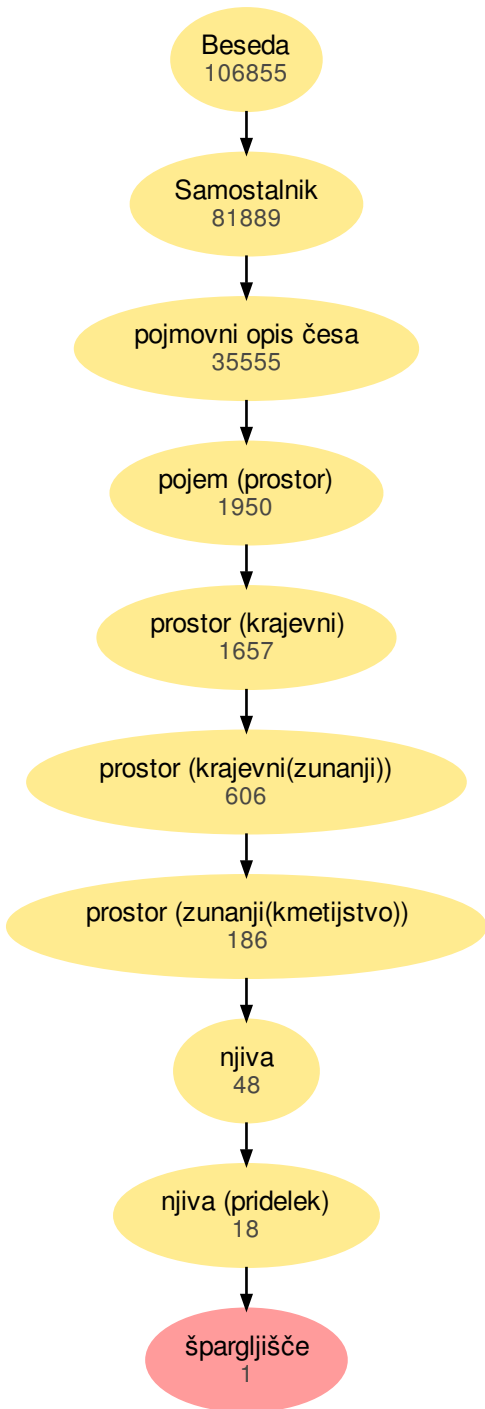 Beseda
106855
Samostalnik
81889
pojmovni opis česa
35555
pojem (prostor)
1950
prostor (krajevni)
1657
prostor (krajevni(zunanji))
606
prostor (zunanji(kmetijstvo))
186
njiva
48
njiva (pridelek)
18
špargljišče
1